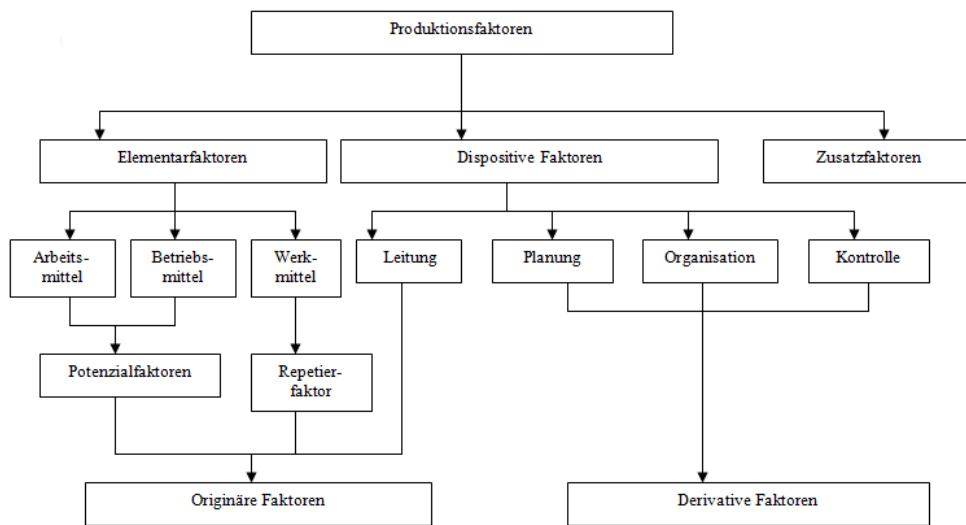 Produktionsfaktoren
Elementarfaktoren
Dispositive Faktoren
Zusatzfaktoren
Arbeits-
mittel
Betriebs-
mittel
Werk-
mittel
Leitung
Planung
Organisation
Kontrolle
Potenzialfaktoren
Repetier-
faktor
Originäre Faktoren
Derivative Faktoren